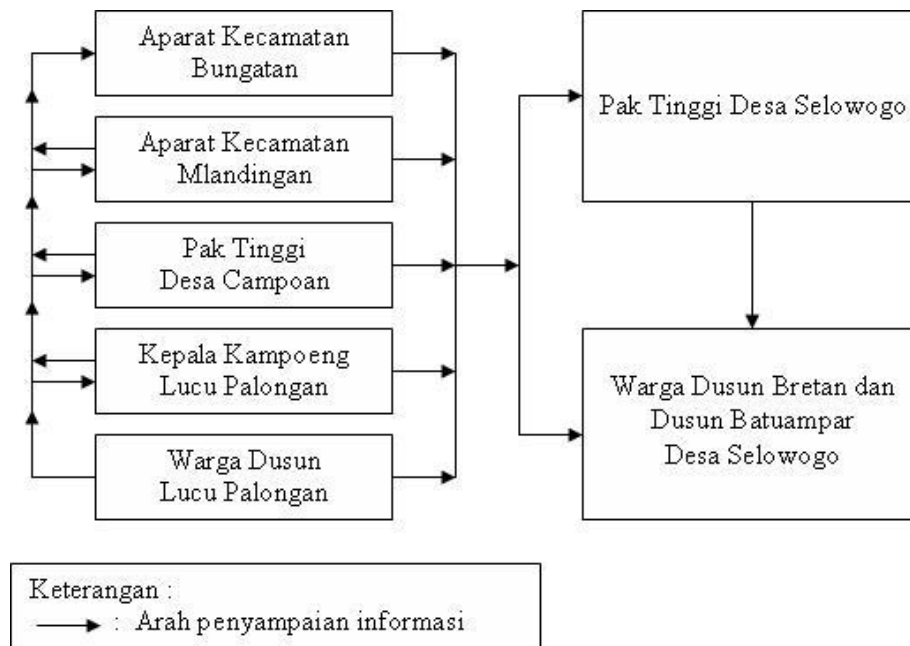 Aparat Kecamatan
Bungatan
Aparat Kecamatan
Mlandingan
Pak Tinggi
Desa Campoan
Kepala Kampoeng
Lucu Palongan
Warga Dusun
Lucu Palongan
Pak Tinggi Desa Selowogo
Warga Dusun Bretan dan
Dusun Batuampar
Desa Selowogo
Keterangan :
: Arah penyampaian informasi